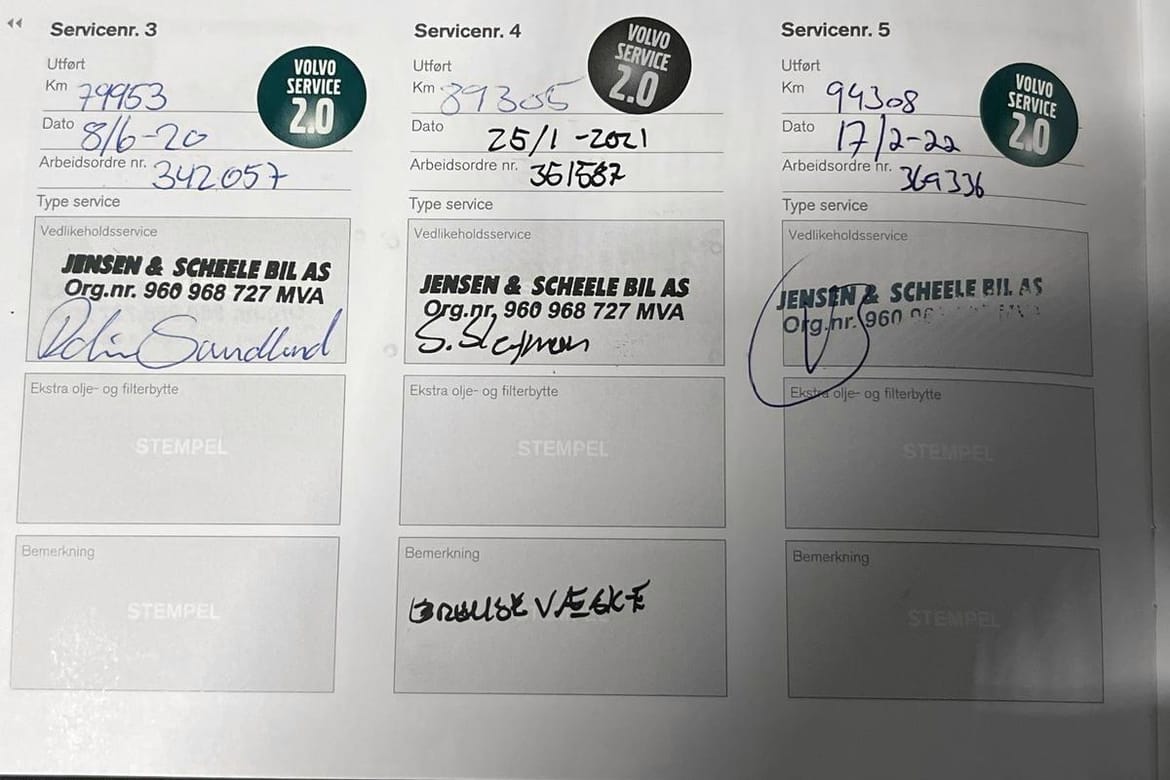 Servicenr. 3
Utført
Km 79953
Dato 8/6-20
Arbeidsordre nr. 342057
Type service
VOLVO
SERVICE
2.0
Vedlikeholdsservice
JENSEN & SCHEELE BIL AS
Org.nr. 960 968 727 MVA
Sandlund
Ekstra olje- og filterbytte
STEMPEL
Bemerkning
STEMPEL
Servicenr. 4
Utført
Km 89305
Dato 25/1-2021
Arbeidsordre nr. 351587
Type service
VOLVO
SERVICE
2.0
Vedlikeholdsservice
JENSEN & SCHEELE BIL AS
Org.nr. 960 968 727 MVA
Ekstra olje- og filterbytte
STEMPEL
Bemerkning
BREMSEVÆSKE
Servicenr. 5
Utført
Km 94308
Dato 17/2-22
Arbeidsordre nr. 369336
Type service
VOLVO
SERVICE
2.0
Vedlikeholdsservice
JENSEN & SCHEELE BIL AS
Org.nr. 960
Ekstra olje- og filterbytte
STEMPEL
Bemerkning
STEMPEL